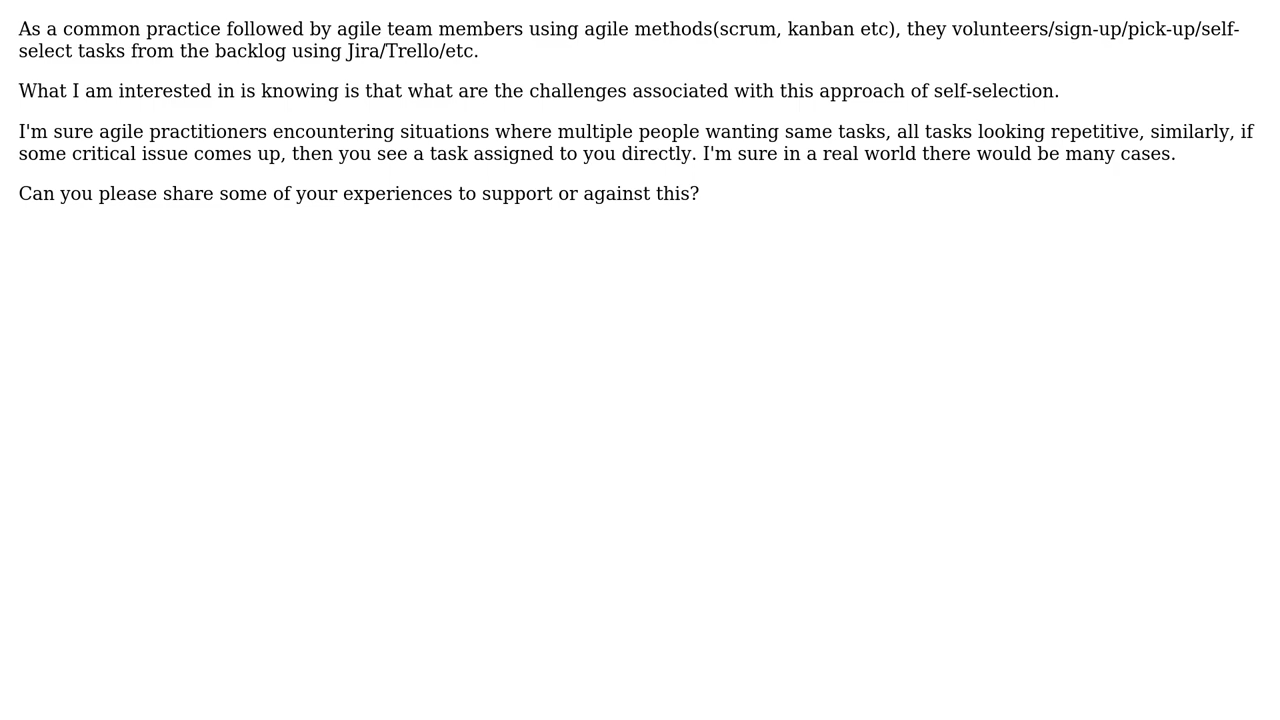 As a common practice followed by agile team members using agile methods(scrum, kanban etc), they volunteers/sign-up/pick-up/self-
select tasks from the backlog using Jira/Trello/etc.
What I am interested in is knowing is that what are the challenges associated with this approach of self-selection.
I'm sure agile practitioners encountering situations where multiple people wanting same tasks, all tasks looking repetitive, similarly, if
some critical issue comes up, then you see a task assigned to you directly. I'm sure in a real world there would be many cases.
Can you please share some of your experiences to support or against this?